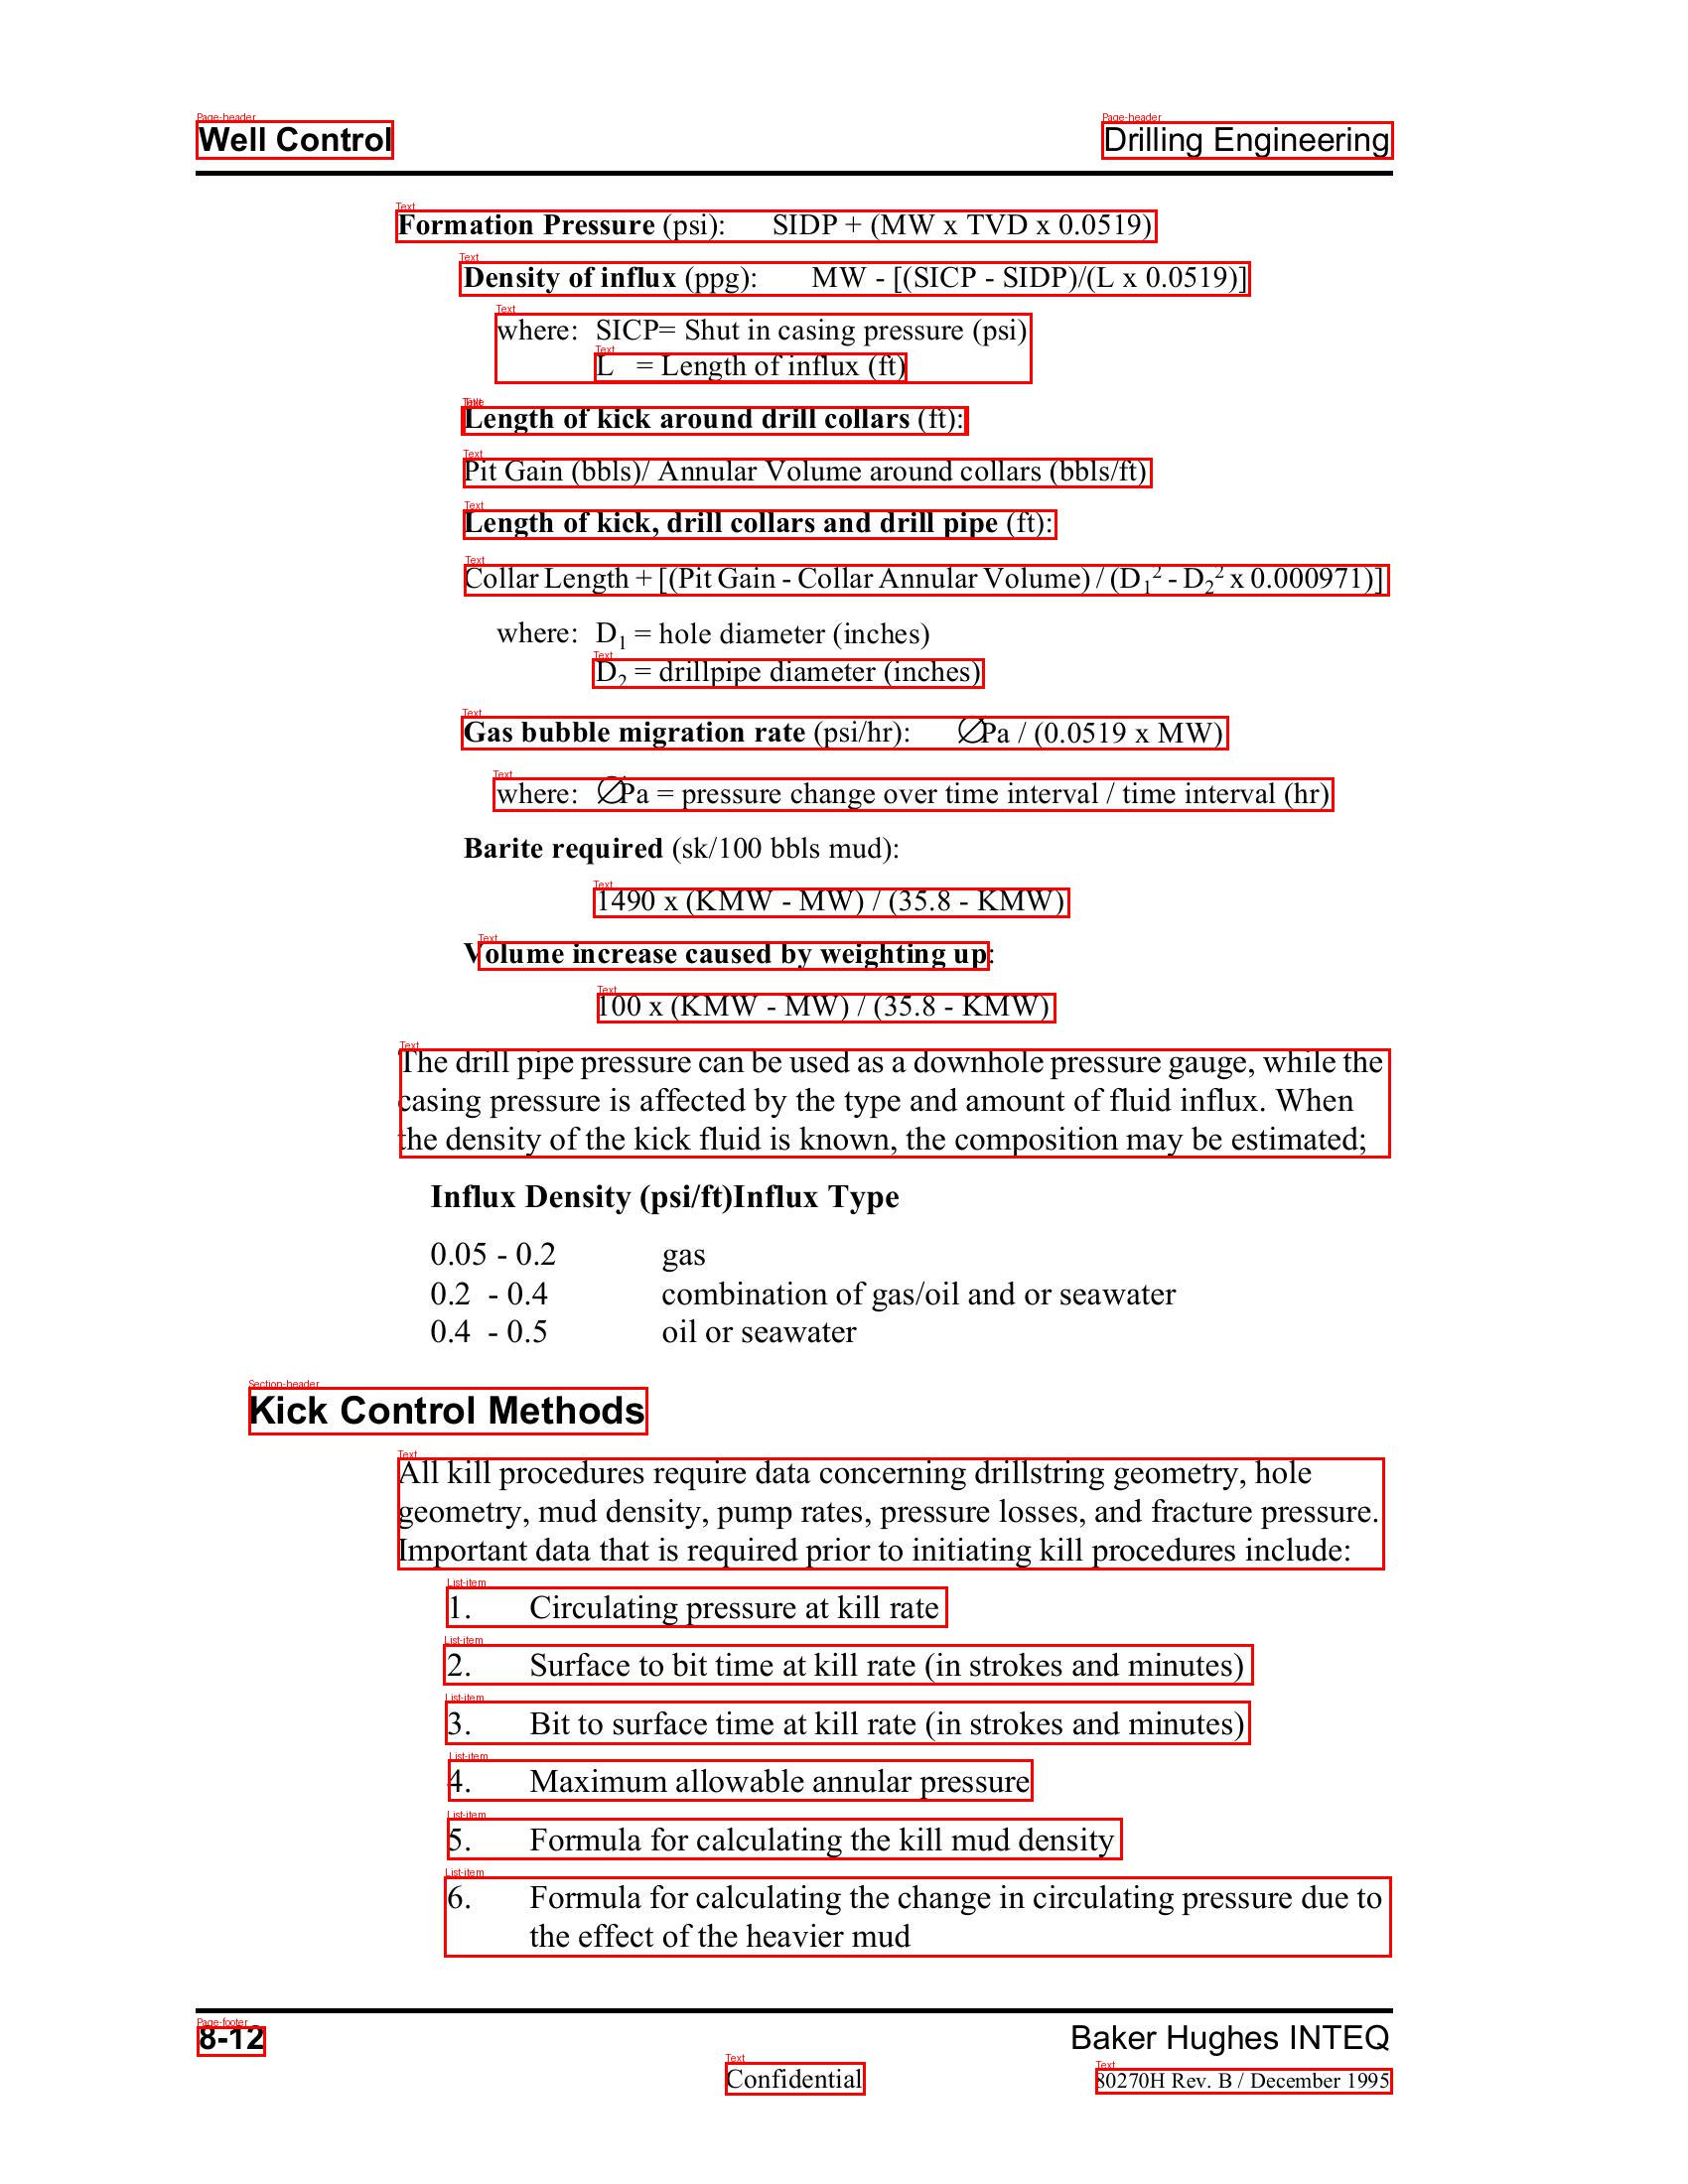 Page-header
Page-header
Well Control Drilling Engineering
Text
Formation Pressure (psi): SIDP + (MW x TVD x 0.0519)
Text
Density of influx (ppg): MW - [(SICP - SIDP)/(L x 0.0519)]
Text
where: SICP= Shut in casing pressure (psi)
Text
L = Length of influx (ft)
Length of kick around drill collars (ft):
Text
Pit Gain (bbls)/ Annular Volume around collars (bbls/ft)
Text
Length of kick, drill collars and drill pipe (ft):
Text
Collar Length + [(Pit Gain - Collar Annular Volume) / (D₁² - D₂² x 0.000971)]
where: D₁ = hole diameter (inches)
Text
D₂ = drillpipe diameter (inches)
Text
Gas bubble migration rate (psi/hr): ∅Pa / (0.0519 x MW)
Text
where: ∅Pa = pressure change over time interval / time interval (hr)
Barite required (sk/100 bbls mud):
Text
1490 x (KMW - MW) / (35.8 - KMW)
Text
Volume increase caused by weighting up:
Text
100 x (KMW - MW) / (35.8 - KMW)
Text
The drill pipe pressure can be used as a downhole pressure gauge, while the
casing pressure is affected by the type and amount of fluid influx. When
the density of the kick fluid is known, the composition may be estimated;
Influx Density (psi/ft)Influx Type
0.05 - 0.2 gas
0.2 - 0.4 combination of gas/oil and or seawater
0.4 - 0.5 oil or seawater
Section-header
Kick Control Methods
Text
All kill procedures require data concerning drillstring geometry, hole
geometry, mud density, pump rates, pressure losses, and fracture pressure.
Important data that is required prior to initiating kill procedures include:
List-item
1. Circulating pressure at kill rate
List-item
2. Surface to bit time at kill rate (in strokes and minutes)
List-item
3. Bit to surface time at kill rate (in strokes and minutes)
List-item
4. Maximum allowable annular pressure
List-item
5. Formula for calculating the kill mud density
List-item
6. Formula for calculating the change in circulating pressure due to
the effect of the heavier mud
Page-footer
8-12 Baker Hughes INTEQ
Text
Text
Confidential 80270H Rev. B / December 1995